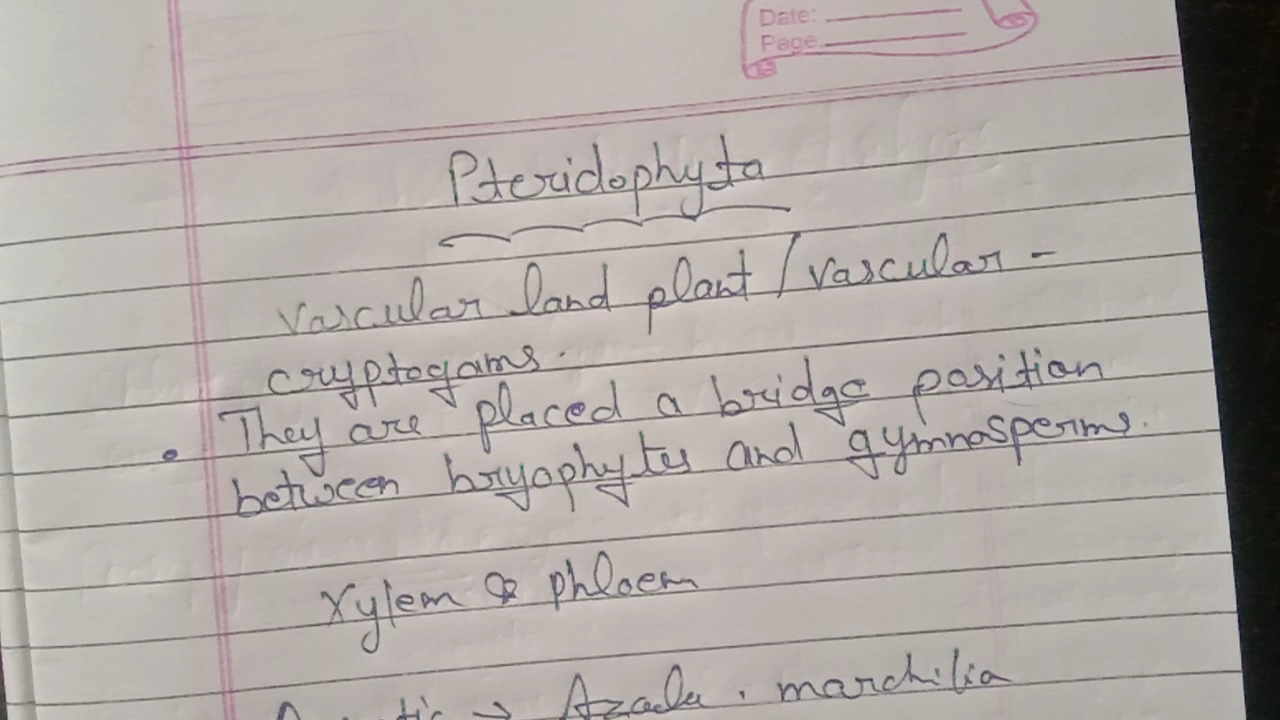 Date:
Page
Pteridophyta
Vascular land plant / vascular -
cryptogams.
• They are placed a bridge position
between bryophytes and gymnosperms.
Xylem & phloem
→ Azada . marchilia